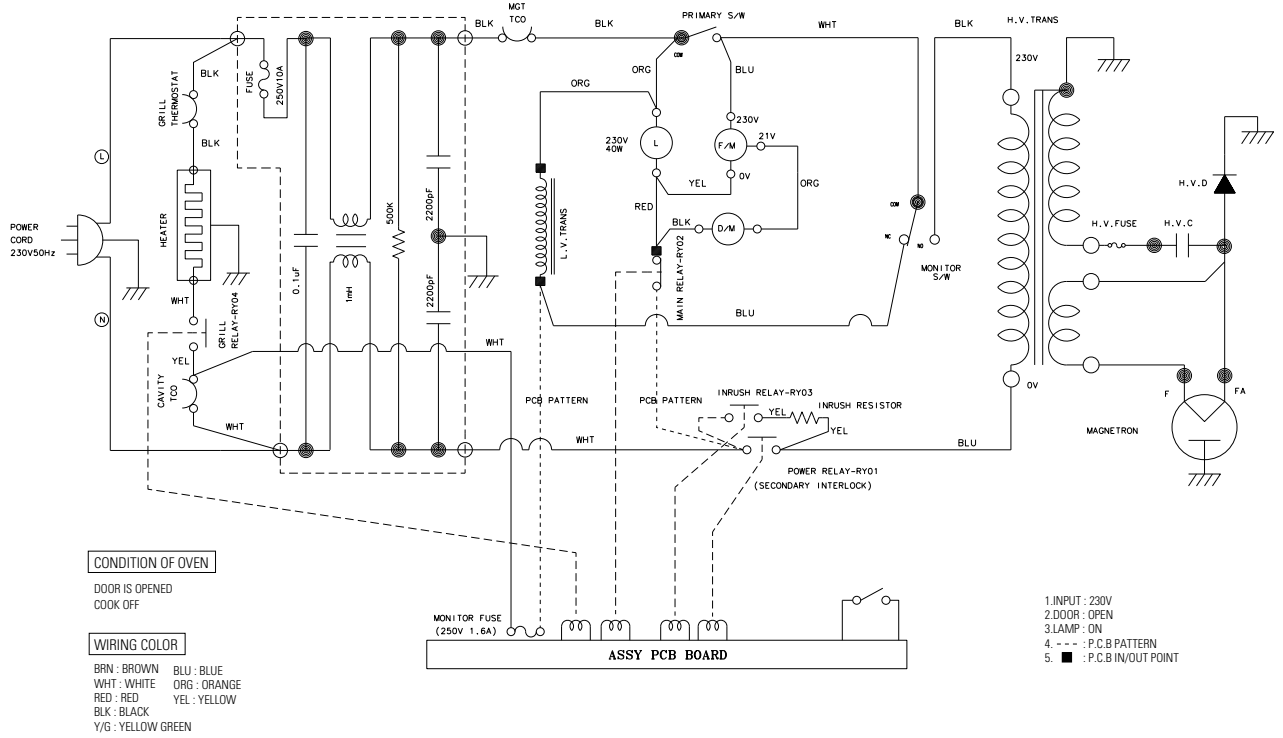 MGT
TCO
BLK
BLK
PRIMARY S/W
WHT
BLK
H.V.TRANS
COM
230V
BLK
FUSE
250V10A
ORG
ORG
BLU
GRILL
THERMOSTAT
BLK
230V
40W
L
230V
F/M
21V
0V
YEL
ORG
H.V.D
L
HEATER
500K
2200pF
2200pF
0.1uF
1mH
L.V.TRANS
RED
BLK
D/M
COM
NC
NO
MONITOR
S/W
H.V.FUSE
H.V.C
POWER
CORD
230V50Hz
MAIN RELAY-RY02
WHT
GRILL
RELAY-RY04
N
BLU
YEL
WHT
CAVITY
TCO
PCB PATTERN
PCB PATTERN
INRUSH RELAY-RY03
YEL
INRUSH RESISTOR
YEL
0V
F
FA
WHT
WHT
BLU
MAGNETRON
POWER RELAY-RY01
(SECONDARY INTERLOCK)
CONDITION OF OVEN
DOOR IS OPENED
COOK OFF
MONITOR FUSE
(250V 1.6A)
ASSY PCB BOARD
WIRING COLOR
BRN : BROWN BLU : BLUE
WHT : WHITE ORG : ORANGE
RED : RED YEL : YELLOW
BLK : BLACK
Y/G : YELLOW GREEN
1.INPUT : 230V
2.DOOR : OPEN
3.LAMP : ON
4. ---- : P.C.B PATTERN
5. ■ : P.C.B IN/OUT POINT